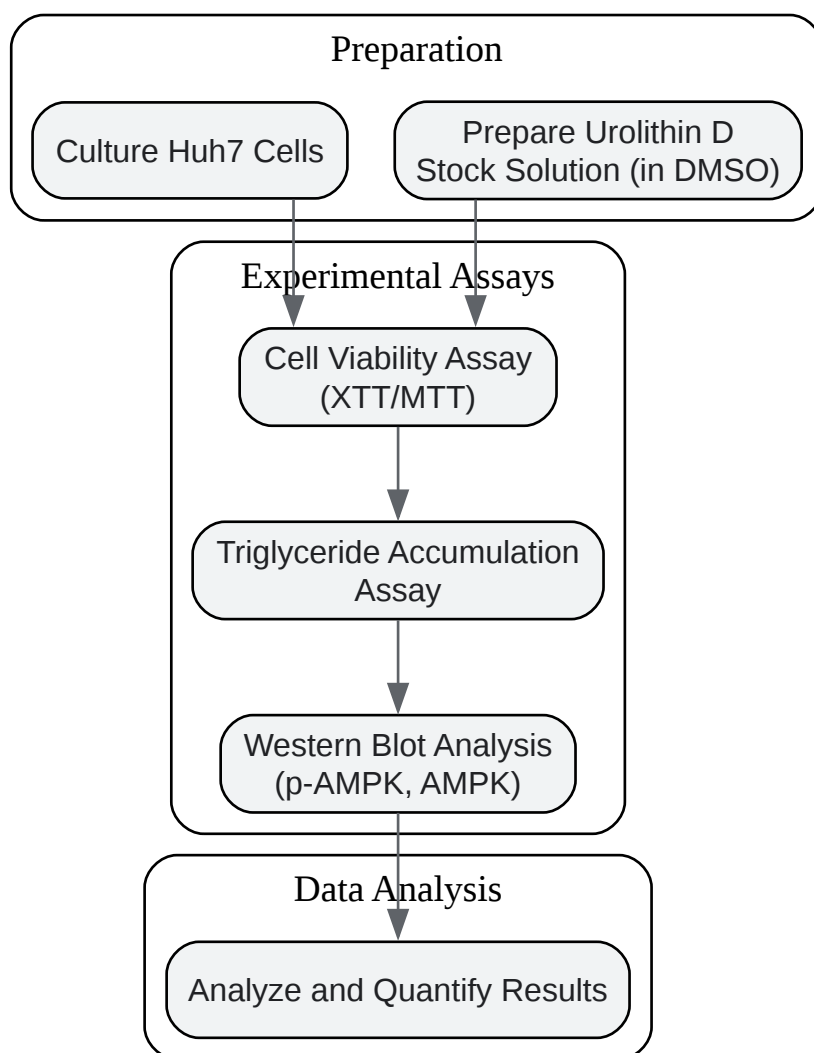 Preparation
Culture Huh7 Cells
Prepare Urolithin D
Stock Solution (in DMSO)
Experimental Assays
Cell Viability Assay
(XTT/MTT)
Triglyceride Accumulation
Assay
Western Blot Analysis
(p-AMPK, AMPK)
Data Analysis
Analyze and Quantify Results